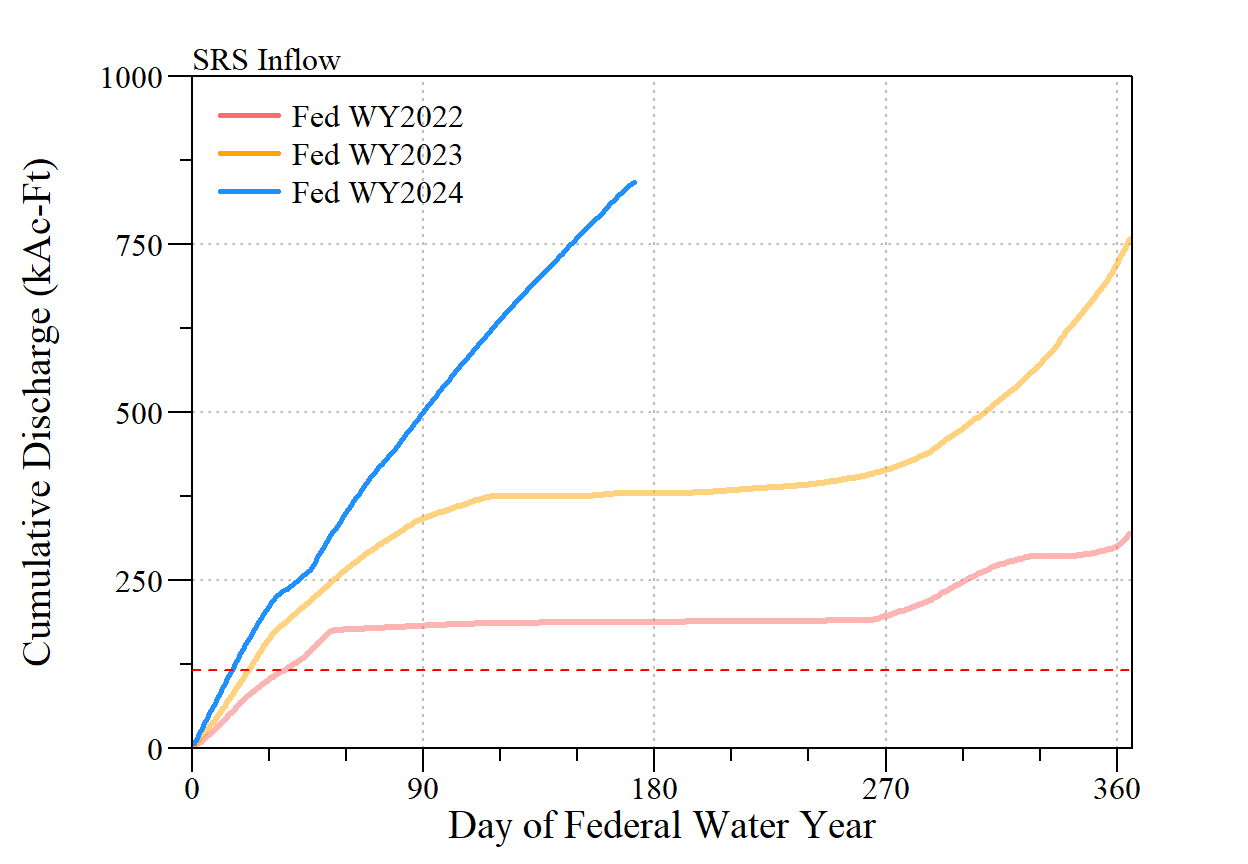 SRS Inflow
1000
750
500
250
0
Fed WY2022
Fed WY2023
Fed WY2024
Cumulative Discharge (kAc-Ft)
0 90 180 270 360
Day of Federal Water Year